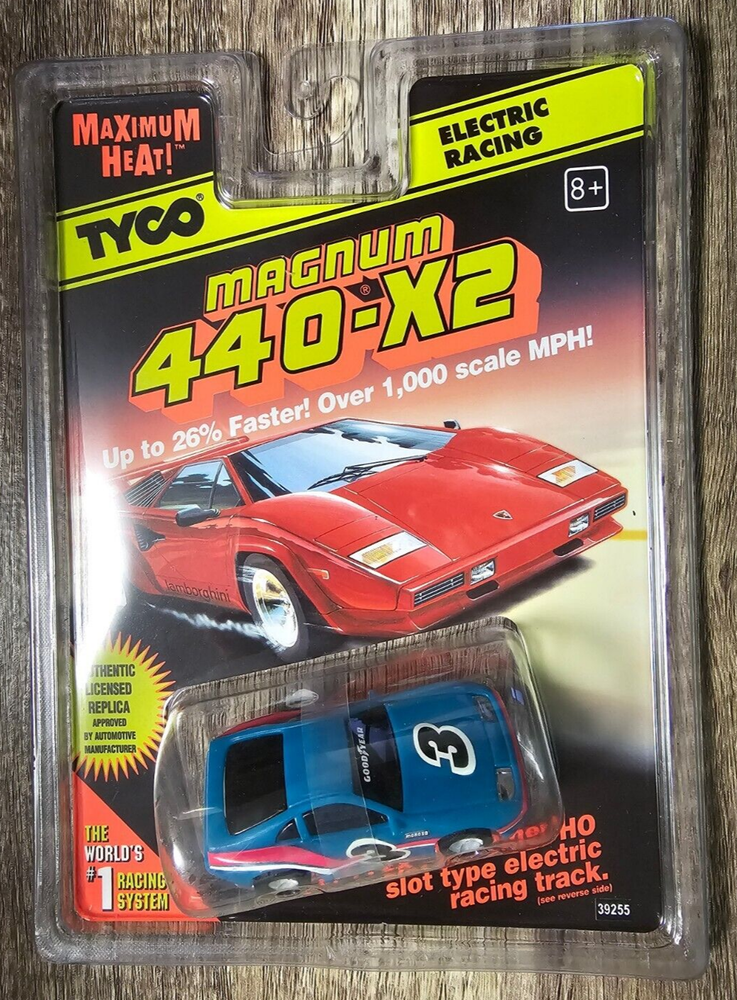 MAXIMUM
HEAT!™
ELECTRIC
RACING
8+
TYCO®
MAGNUM
®
440-X2
Up to 26% Faster! Over 1,000 scale MPH!
lamborghini
AUTHENTIC
LICENSED
REPLICA
APPROVED
BY AUTOMOTIVE
MANUFACTURER
GOODYEAR
3
THE
WORLD'S
#1 RACING
SYSTEM
HO
slot type electric
racing track.
(see reverse side)
39255